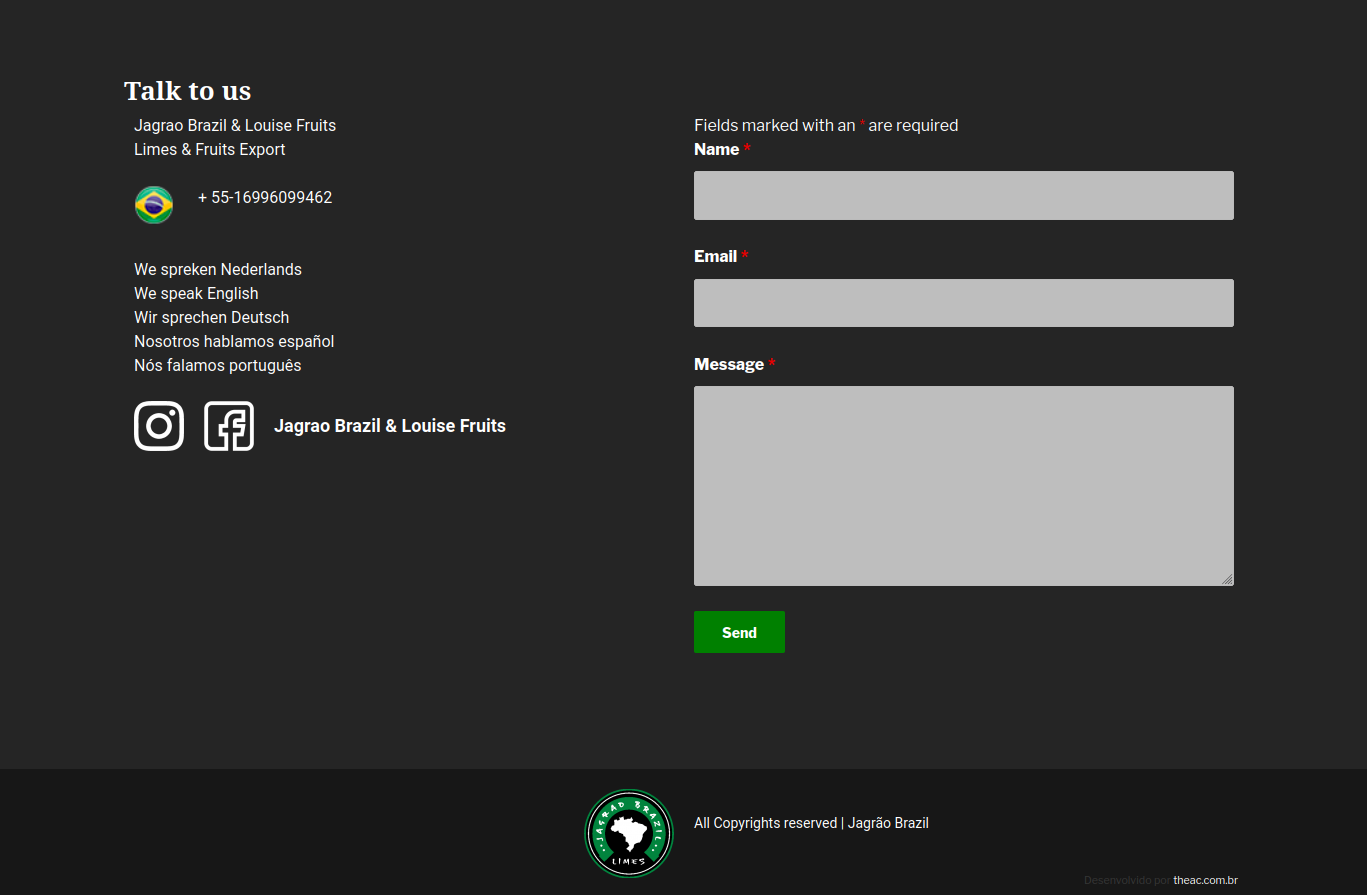 Talk to us
Jagrao Brazil & Louise Fruits
Limes & Fruits Export
+ 55-16996099462
We spreken Nederlands
We speak English
Wir sprechen Deutsch
Nosotros hablamos español
Nós falamos português
Jagrao Brazil & Louise Fruits
Fields marked with an * are required
Name *
Email *
Message *
Send
JAGRAO BRAZIL
LIMES
All Copyrights reserved | Jagrão Brazil
Desenvolvido por theac.com.br